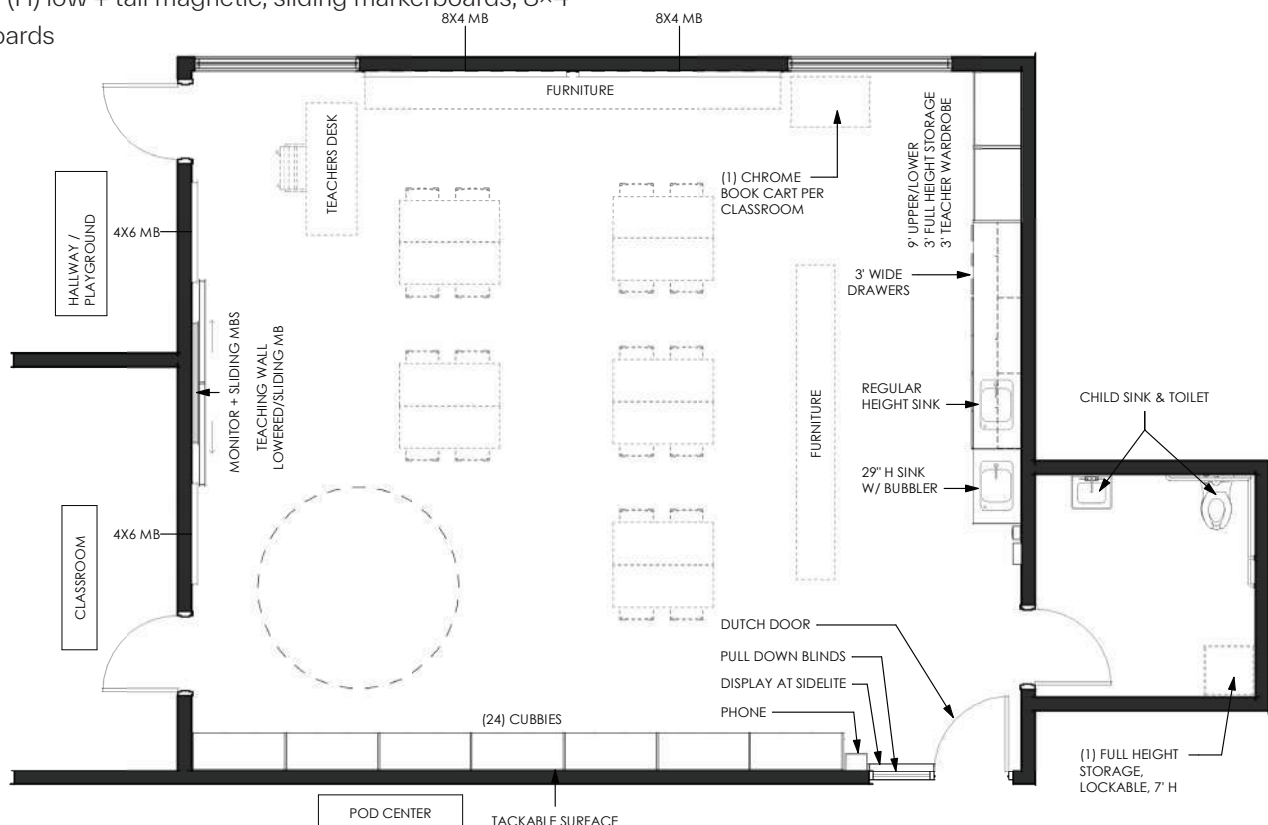 (H) low + tall magnetic, sliding markerboards, 8×4
boards
8X4 MB
8X4 MB
FURNITURE
TEACHERS DESK
(1) CHROME
BOOK CART PER
CLASSROOM
9' UPPER/LOWER
3' FULL HEIGHT STORAGE
3' TEACHER WARDROBE
HALLWAY /
PLAYGROUND
4X6 MB
3' WIDE
DRAWERS
MONITOR + SLIDING MBS
TEACHING WALL
LOWERED/SLIDING MB
REGULAR
HEIGHT SINK
CHILD SINK & TOILET
FURNITURE
29" H SINK
W/ BUBBLER
4X6 MB
CLASSROOM
DUTCH DOOR
PULL DOWN BLINDS
DISPLAY AT SIDELITE
PHONE
(24) CUBBIES
(1) FULL HEIGHT
STORAGE,
LOCKABLE, 7' H
POD CENTER
TACKABLE SURFACE